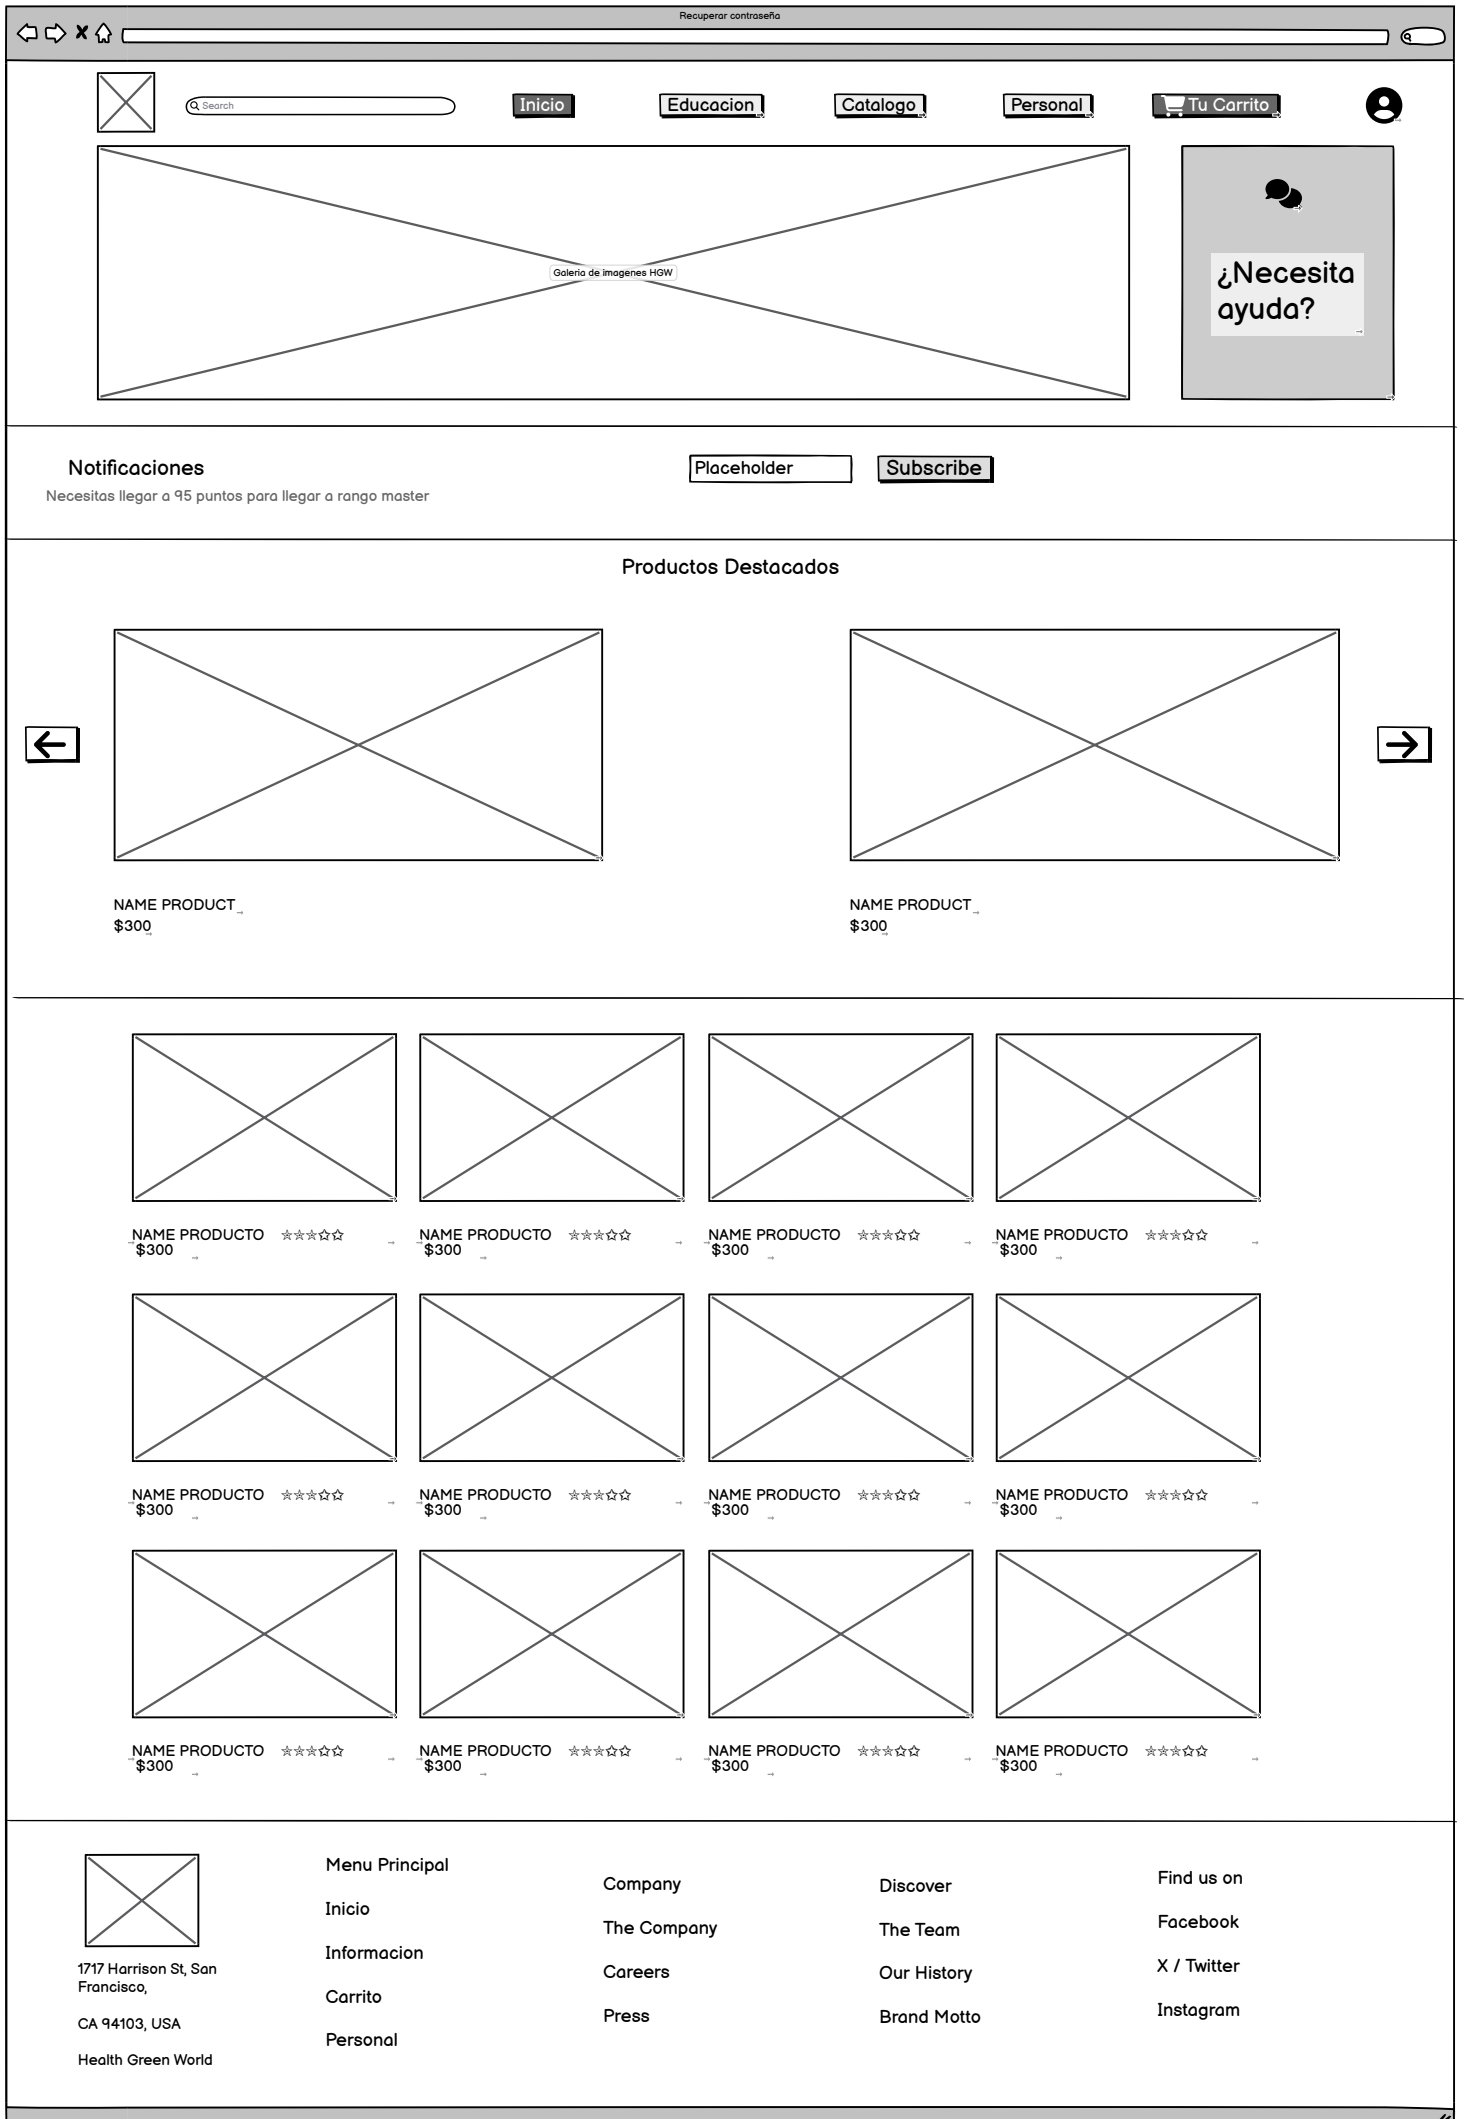 Recuperar contraseña
Search
Inicio
Educacion
Catalogo
Personal
Tu Carrito
Galeria de imagenes HGW
¿Necesita
ayuda?
Notificaciones
Necesitas llegar a 95 puntos para llegar a rango master
Placeholder
Subscribe
Productos Destacados
NAME PRODUCT
$300
NAME PRODUCT
$300
NAME PRODUCTO
$300
NAME PRODUCTO
$300
NAME PRODUCTO
$300
NAME PRODUCTO
$300
NAME PRODUCTO
$300
NAME PRODUCTO
$300
NAME PRODUCTO
$300
NAME PRODUCTO
$300
NAME PRODUCTO
$300
NAME PRODUCTO
$300
NAME PRODUCTO
$300
NAME PRODUCTO
$300
1717 Harrison St, San
Francisco,
CA 94103, USA
Health Green World
Menu Principal
Inicio
Informacion
Carrito
Personal
Company
The Company
Careers
Press
Discover
The Team
Our History
Brand Motto
Find us on
Facebook
X / Twitter
Instagram